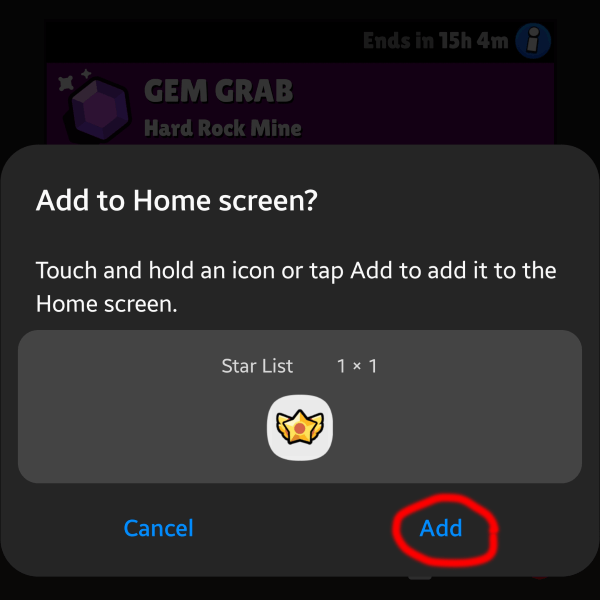 Ends in 15h 4m
GEM GRAB
Hard Rock Mine
Add to Home screen?
Touch and hold an icon or tap Add to add it to the
Home screen.
Star List 1 × 1
Cancel Add